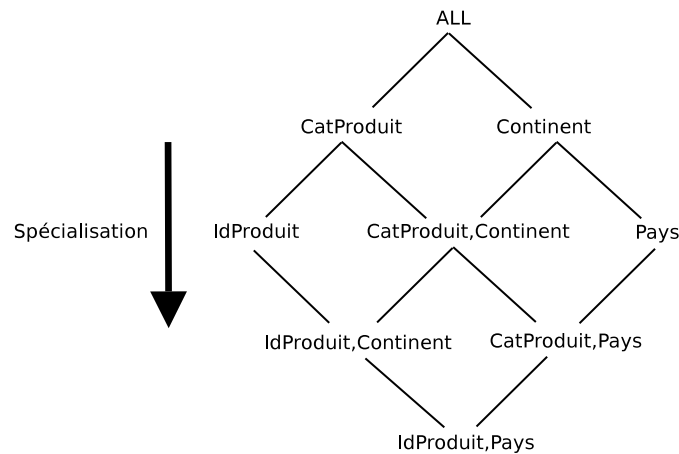 ALL
CatProduit
Continent
Spécialisation
IdProduit
CatProduit,Continent
Pays
IdProduit,Continent
CatProduit,Pays
IdProduit,Pays